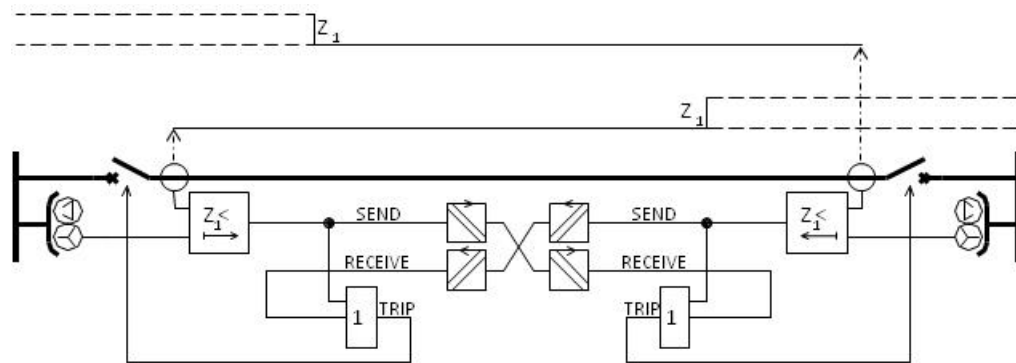 Z1
Z1
Z1< SEND SEND Z1<
RECEIVE RECEIVE
1 TRIP TRIP 1